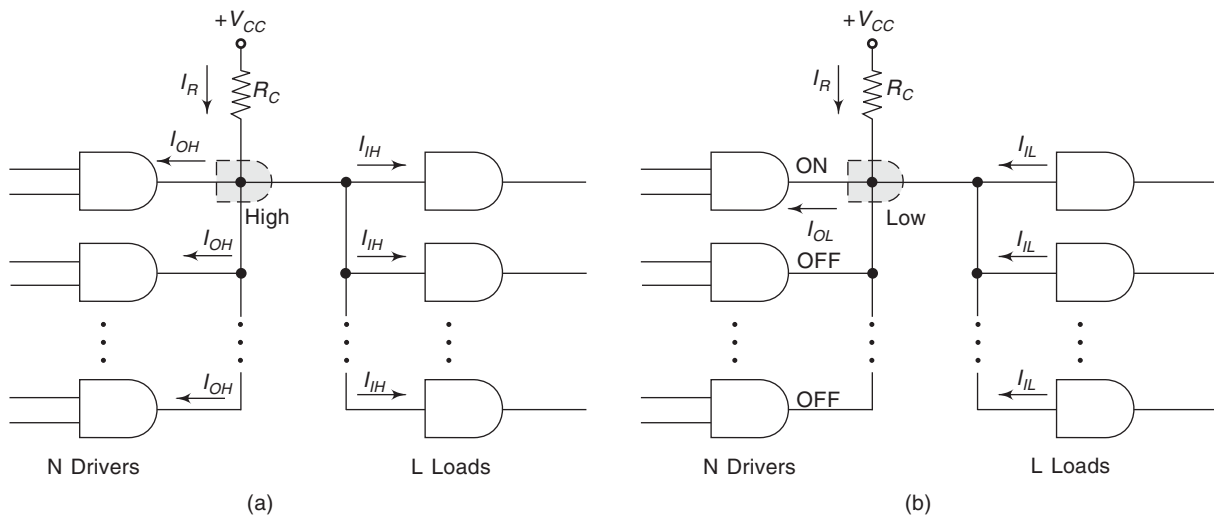 +V_CC
I_R
R_C
I_OH
I_IH
High
I_OH
I_IH
I_OH
I_IH
N Drivers
L Loads
(a)
+V_CC
I_R
R_C
ON
I_IL
I_OL
Low
OFF
I_IL
OFF
I_IL
N Drivers
L Loads
(b)